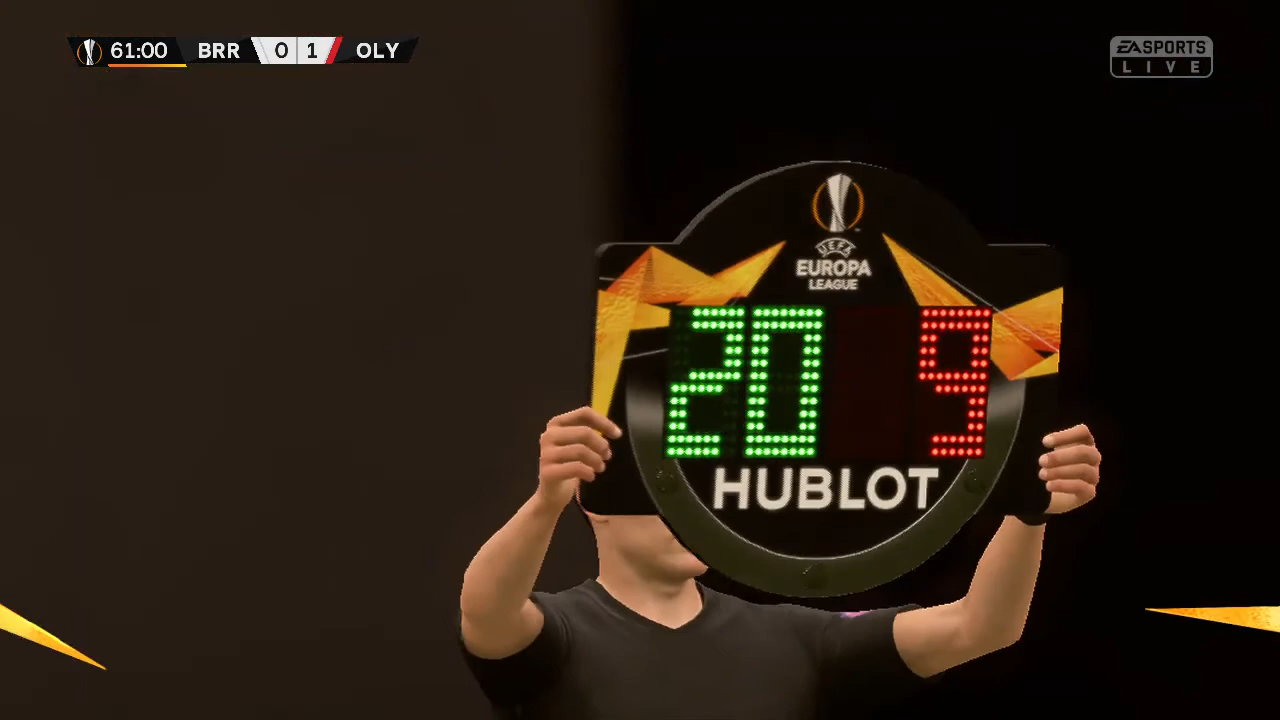 61:00 BRR 0 1 OLY
EA SPORTS
LIVE
UEFA
EUROPA
LEAGUE
20 9
HUBLOT